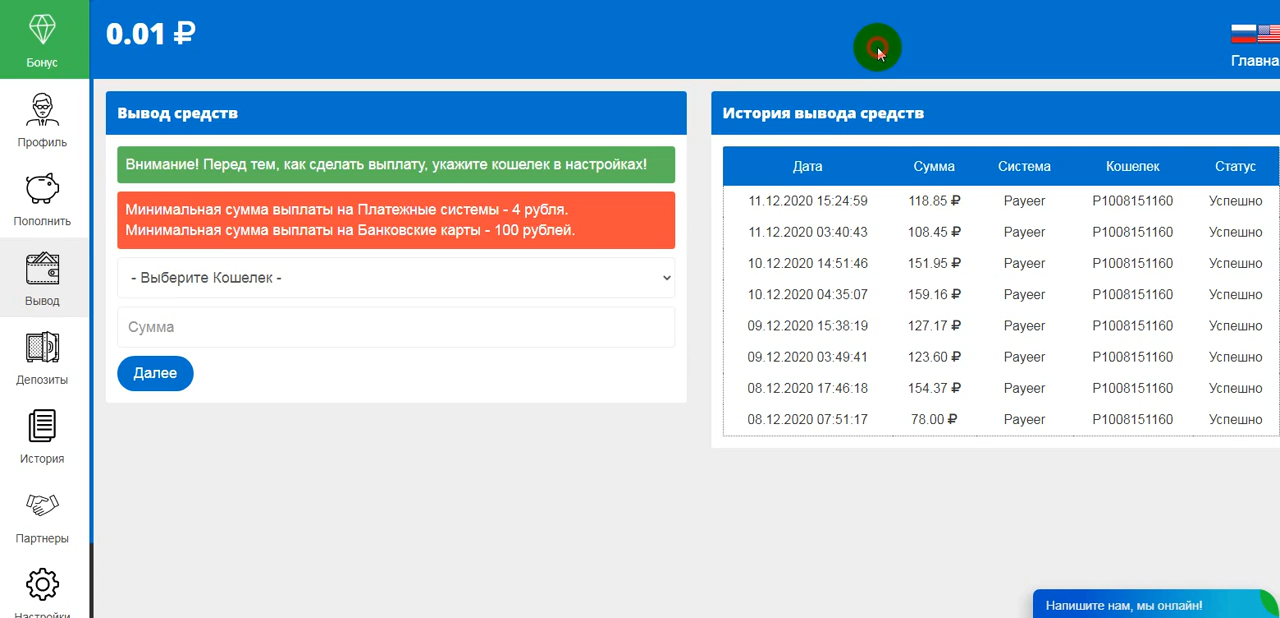 Бонус
Профиль
Пополнить
Вывод
Депозиты
История
Партнеры
Настройки
0.01 ₽
Главна
Вывод средств
Внимание! Перед тем, как сделать выплату, укажите кошелек в настройках!
Минимальная сумма выплаты на Платежные системы - 4 рубля.
Минимальная сумма выплаты на Банковские карты - 100 рублей.
- Выберите Кошелек -
Сумма
Далее
История вывода средств
Дата Сумма Система Кошелек Статус
11.12.2020 15:24:59 118.85 ₽ Payeer P1008151160 Успешно
11.12.2020 03:40:43 108.45 ₽ Payeer P1008151160 Успешно
10.12.2020 14:51:46 151.95 ₽ Payeer P1008151160 Успешно
10.12.2020 04:35:07 159.16 ₽ Payeer P1008151160 Успешно
09.12.2020 15:38:19 127.17 ₽ Payeer P1008151160 Успешно
09.12.2020 03:49:41 123.60 ₽ Payeer P1008151160 Успешно
08.12.2020 17:46:18 154.37 ₽ Payeer P1008151160 Успешно
08.12.2020 07:51:17 78.00 ₽ Payeer P1008151160 Успешно
Напишите нам, мы онлайн!